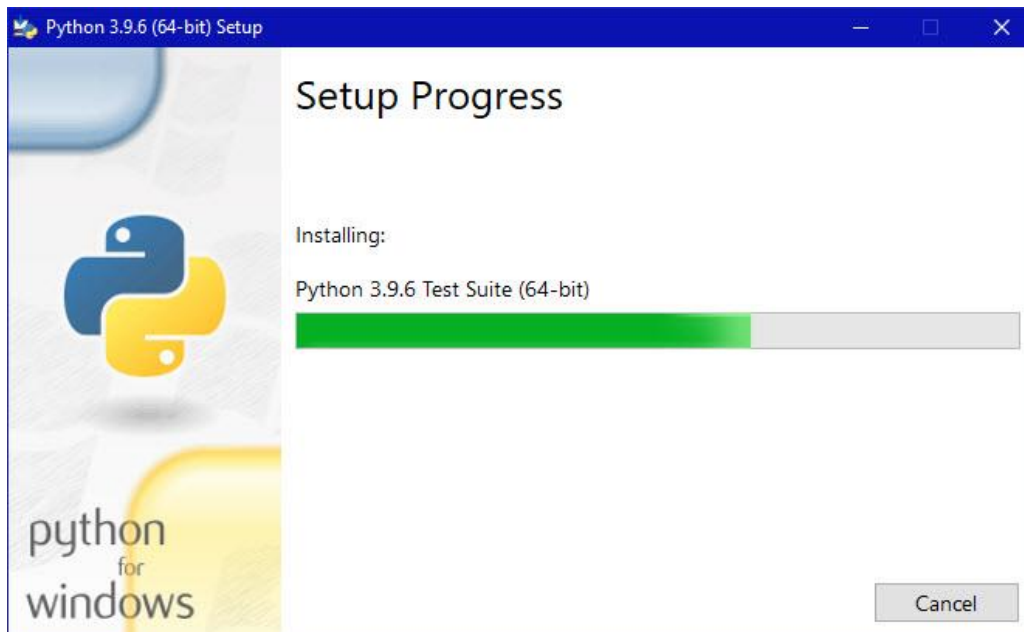 Python 3.9.6 (64-bit) Setup
Setup Progress
Installing:
Python 3.9.6 Test Suite (64-bit)
python
for
windows
Cancel